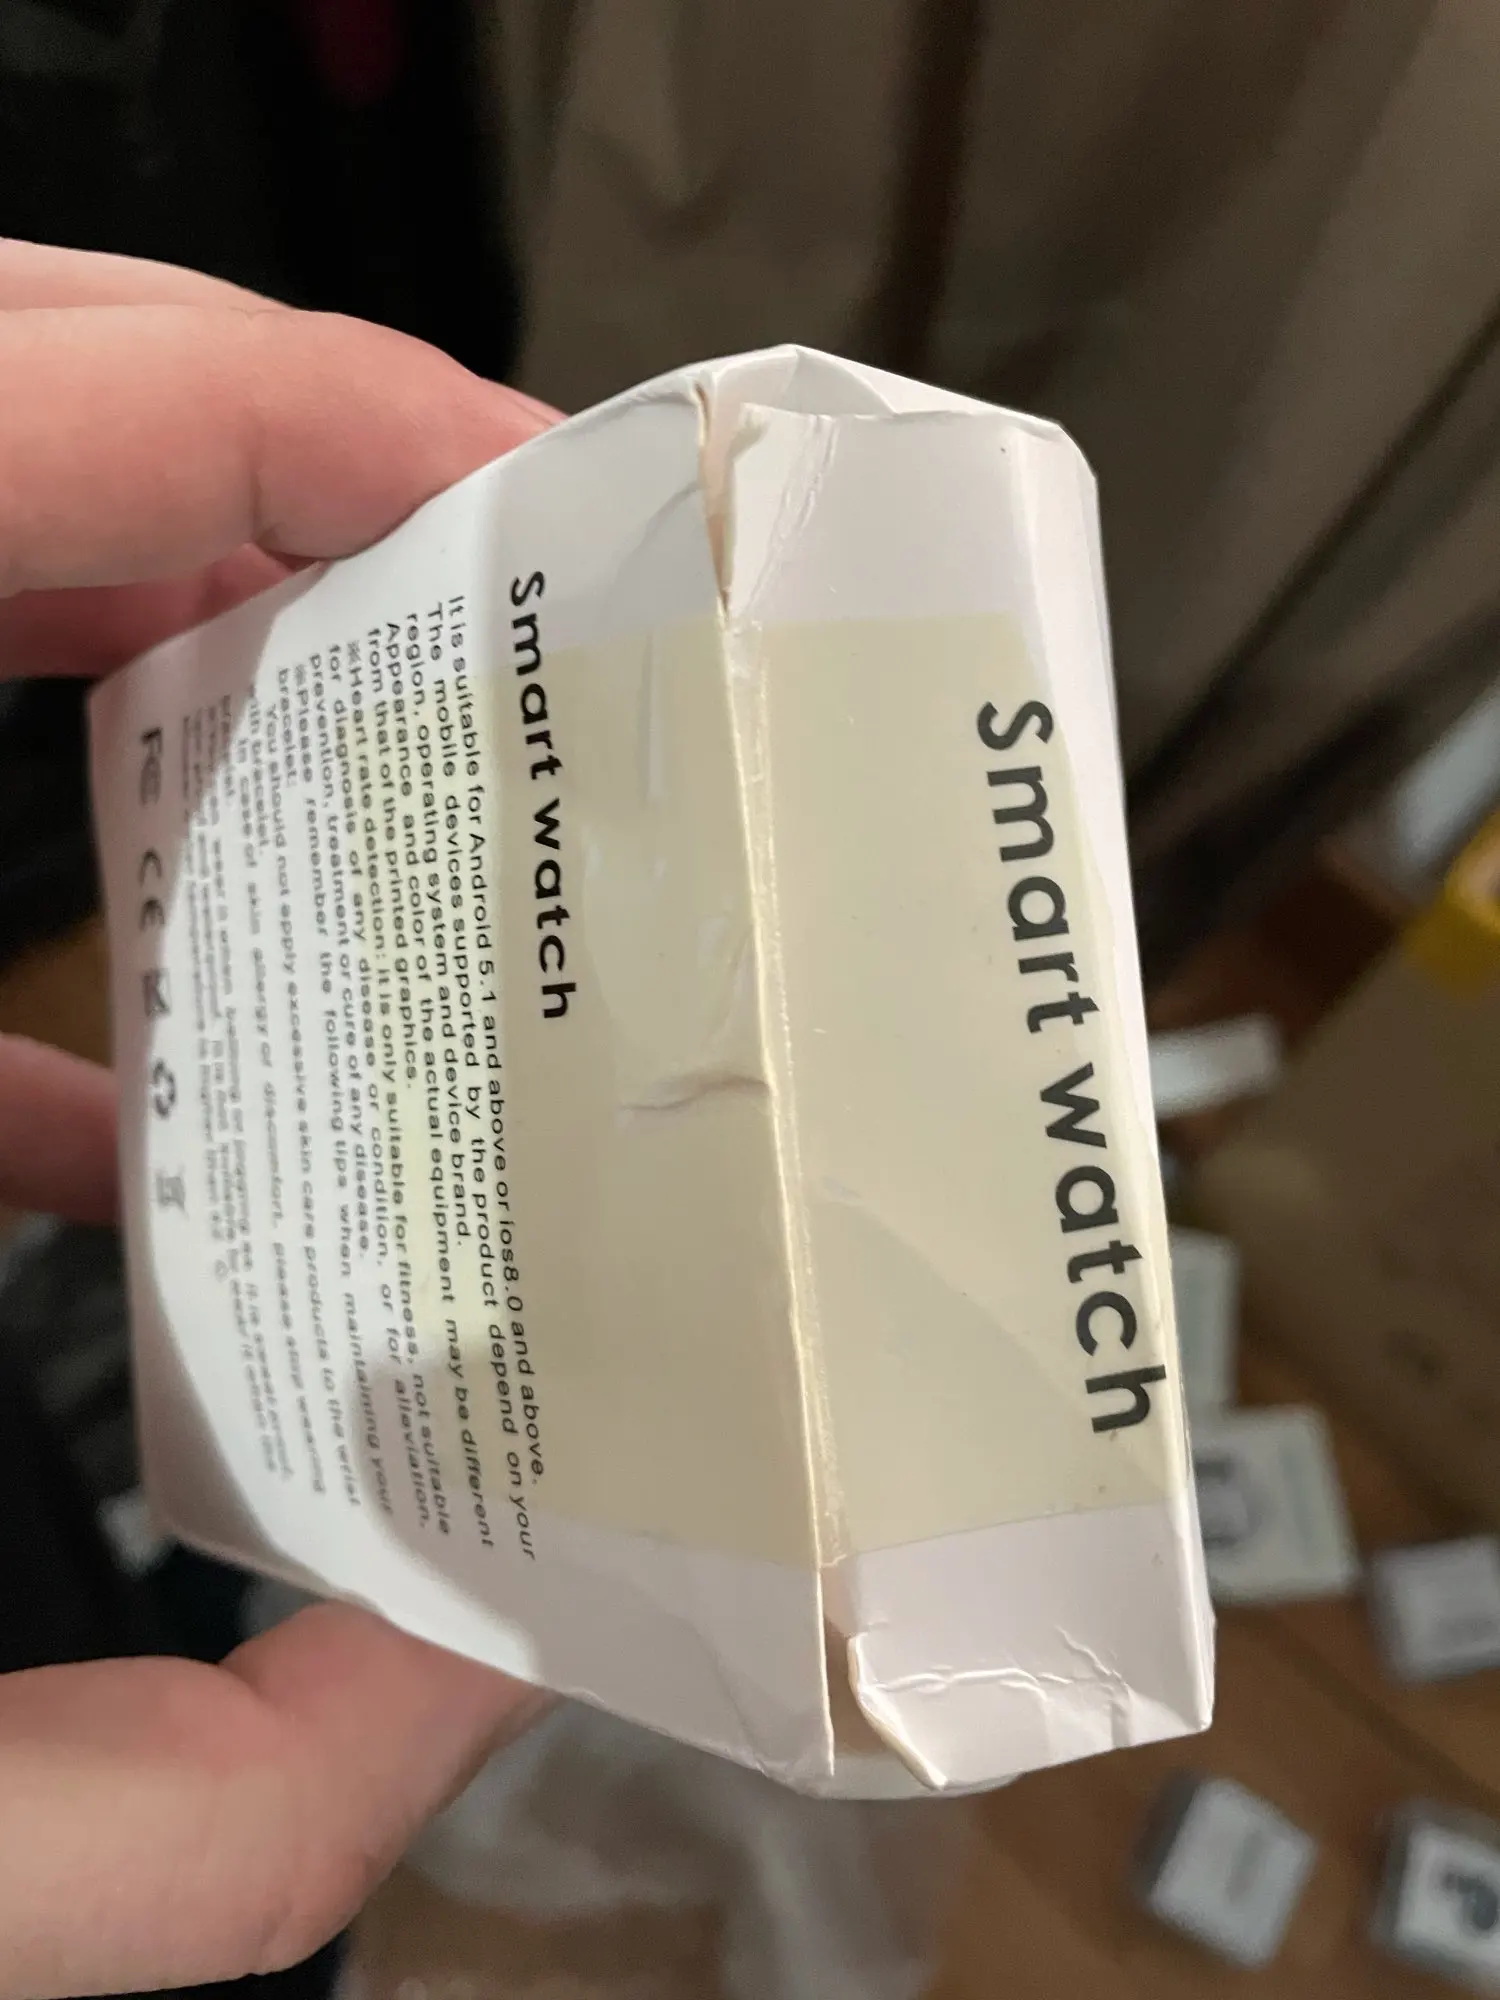 Smart watch
Smart watch
It is suitable for Android 5.1 and above or ios8.0 and above.
The mobile devices supported by the product depend on your
region, operating system and device brand.
Appearance and color of the actual equipment may be different
from that of the printed graphics.
※Heart rate detection: it is only suitable for fitness, not suitable
for diagnosis of any disease or condition, or for alleviation,
prevention, treatment or cure of any disease.
※Please remember the following tips when maintaining your
bracelet:
You should not apply excessive skin care products to the wrist
with bracelet.
In case of skin allergy or discomfort, please stop wearing
bracelet.
FC CE